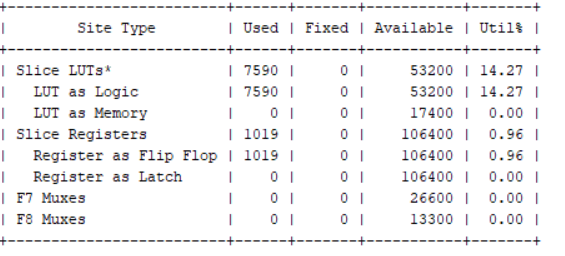 +-------------------------+------+-------+-----------+-------+
|        Site Type        | Used | Fixed | Available | Util% |
+-------------------------+------+-------+-----------+-------+
| Slice LUTs*             | 7590 |     0 |     53200 | 14.27 |
|   LUT as Logic          | 7590 |     0 |     53200 | 14.27 |
|   LUT as Memory         |    0 |     0 |     17400 |  0.00 |
| Slice Registers         | 1019 |     0 |    106400 |  0.96 |
|   Register as Flip Flop | 1019 |     0 |    106400 |  0.96 |
|   Register as Latch     |    0 |     0 |    106400 |  0.00 |
| F7 Muxes                |    0 |     0 |     26600 |  0.00 |
| F8 Muxes                |    0 |     0 |     13300 |  0.00 |
+-------------------------+------+-------+-----------+-------+